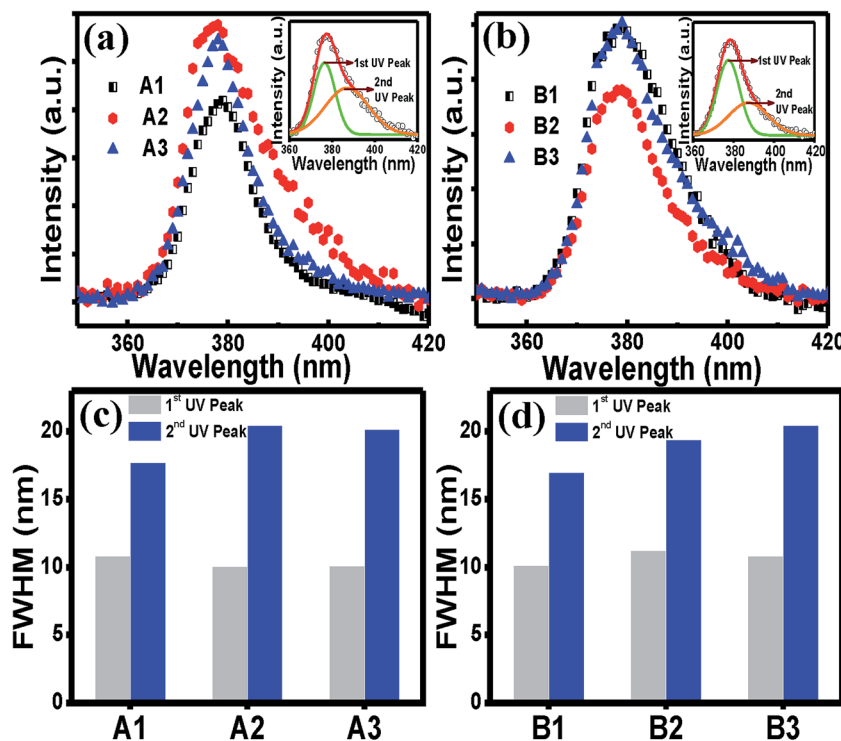 (a)
A1
A2
A3
Intensity (a.u.)
Wavelength (nm)
360 380 400 420
Intensity (a.u.)
1st UV Peak
2nd
UV Peak
360 380 400 420
Wavelength (nm)
(b)
B1
B2
B3
Intensity (a.u.)
Wavelength (nm)
360 380 400 420
Intensity (a.u.)
1st UV Peak
2nd
UV Peak
360 380 400 420
Wavelength (nm)
(c)
1st UV Peak
2nd UV Peak
FWHM (nm)
20
15
10
5
0
A1 A2 A3
(d)
1st UV Peak
2nd UV Peak
FWHM (nm)
20
15
10
5
0
B1 B2 B3